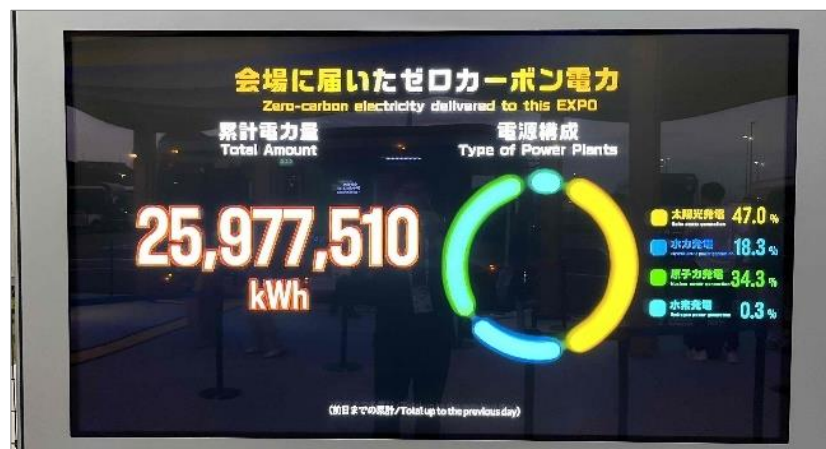 会場に届いたゼロカーボン電力
Zero-carbon electricity delivered to this EXPO
累計電力量
Total Amount
25,977,510
kWh
電源構成
Type of Power Plants
太陽光発電 47.0 %
水力発電 18.3 %
原子力発電 34.3 %
水素発電 0.3 %
(前日までの累計/Total up to the previous day)